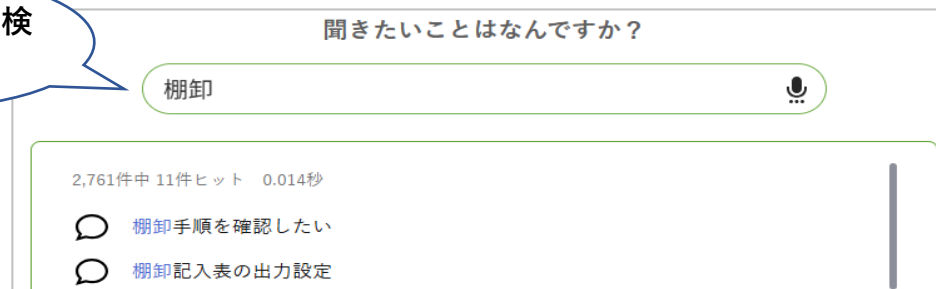 検
聞きたいことはなんですか？
棚卸
2,761件中 11件ヒット　0.014秒
棚卸手順を確認したい
棚卸記入表の出力設定